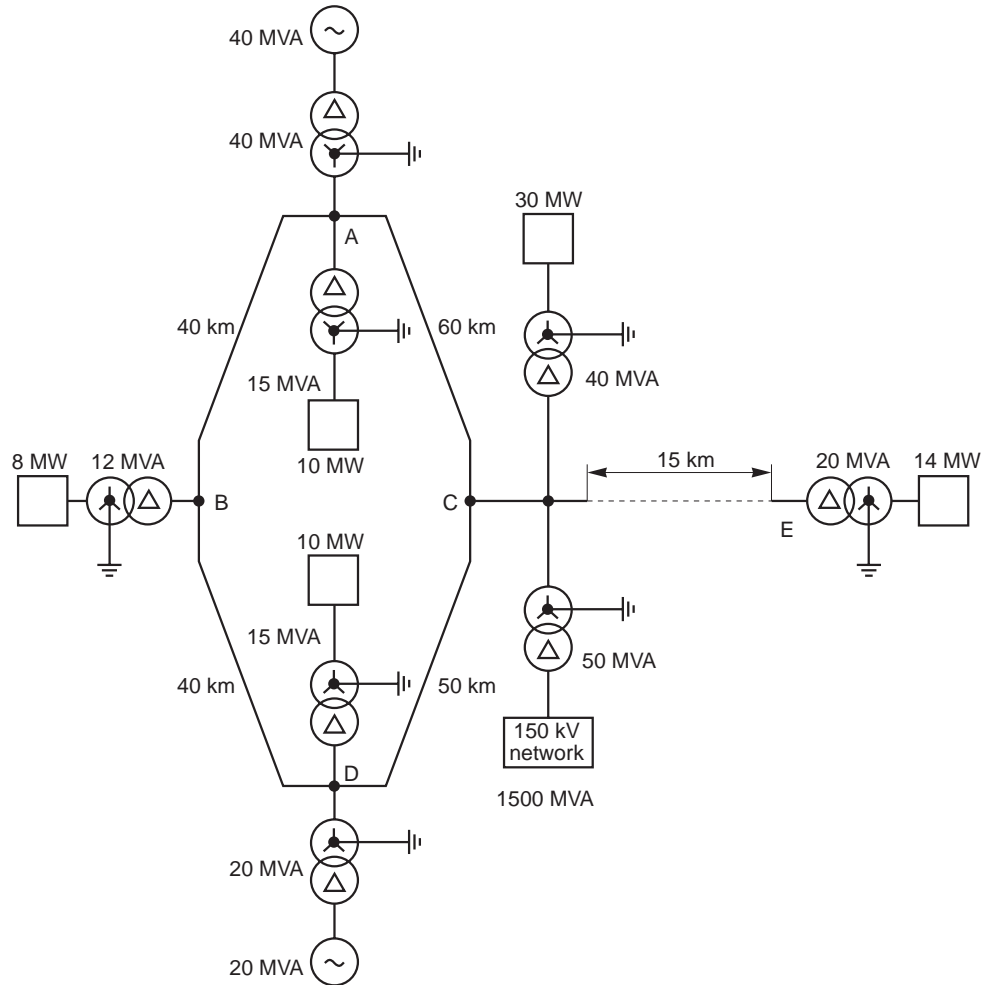 40 MVA
40 MVA
A
30 MW
40 km
60 km
15 MVA
40 MVA
10 MW
8 MW
12 MVA
15 km
20 MVA
14 MW
B
C
E
10 MW
15 MVA
50 MVA
40 km
50 km
150 kV
network
D
1500 MVA
20 MVA
20 MVA